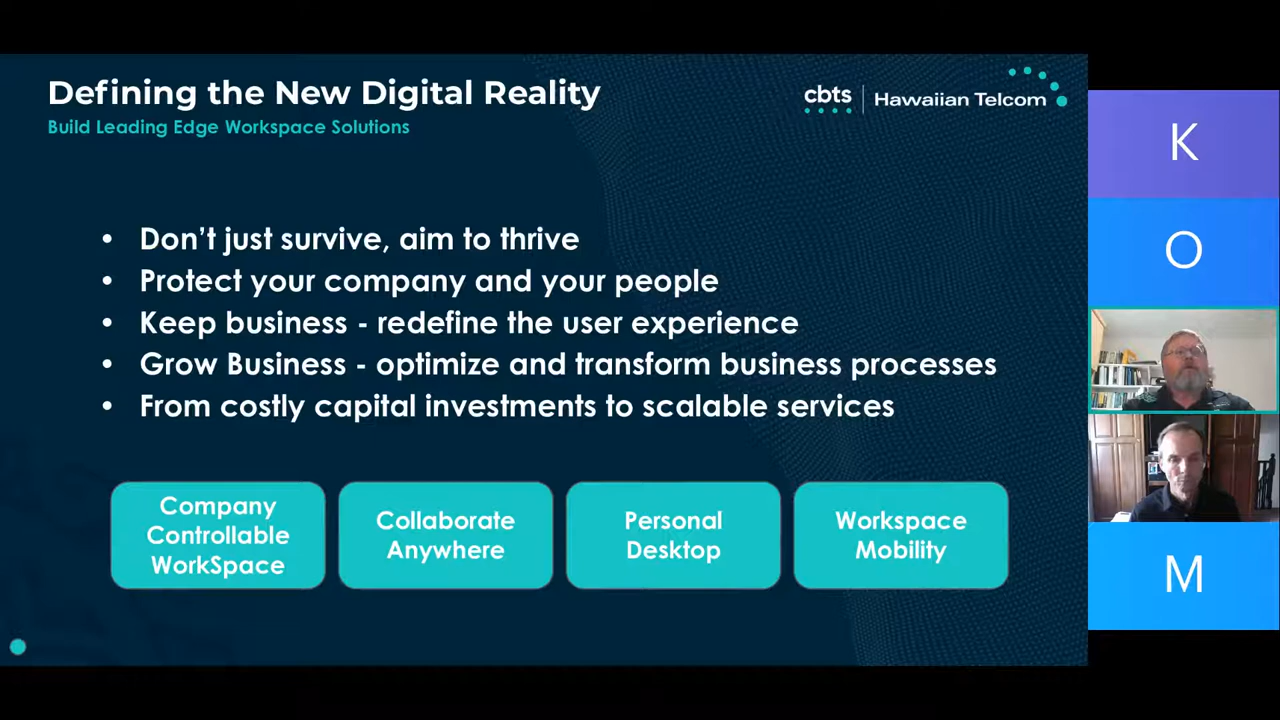 Defining the New Digital Reality
Build Leading Edge Workspace Solutions
cbts
Hawaiian Telcom
• Don’t just survive, aim to thrive
• Protect your company and your people
• Keep business - redefine the user experience
• Grow Business - optimize and transform business processes
• From costly capital investments to scalable services
Company
Controllable
WorkSpace
Collaborate
Anywhere
Personal
Desktop
Workspace
Mobility
K
O
M